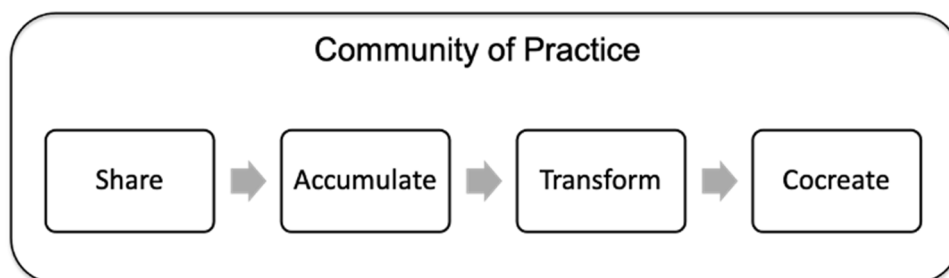 Community of Practice
Share
Accumulate
Transform
Cocreate